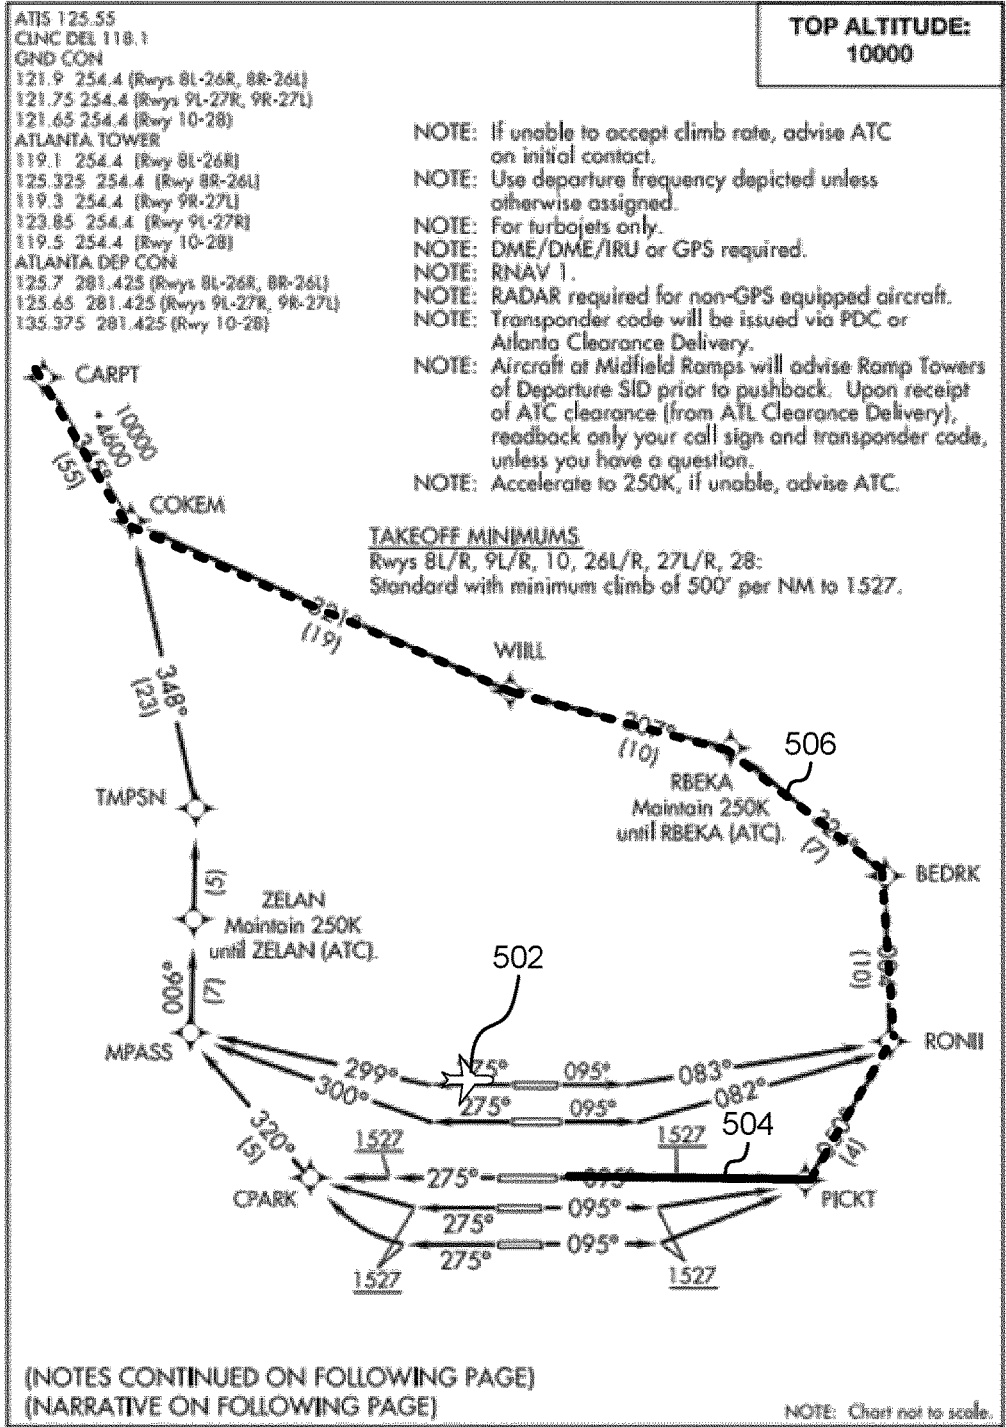 ATIS 125.55
CLNC DEL 118.1
GND CON
121.9 254.4 (Rwys 8L-26R, 8R-26L)
121.75 254.4 (Rwys 9L-27R, 9R-27L)
121.65 254.4 (Rwy 10-28)
ATLANTA TOWER
119.1 254.4 (Rwy 8L-26R)
125.325 254.4 (Rwy 8R-26L)
119.3 254.4 (Rwy 9R-27L)
123.85 254.4 (Rwy 9L-27R)
119.5 254.4 (Rwy 10-28)
ATLANTA DEP CON
125.7 281.425 (Rwys 8L-26R, 8R-26L)
125.65 281.425 (Rwys 9L-27R, 9R-27L)
135.375 281.425 (Rwy 10-28)
TOP ALTITUDE:
10000
NOTE: If unable to accept climb rate, advise ATC
on initial contact.
NOTE: Use departure frequency depicted unless
otherwise assigned.
NOTE: For turbojets only.
NOTE: DME/DME/IRU or GPS required.
NOTE: RNAV 1.
NOTE: RADAR required for non-GPS equipped aircraft.
NOTE: Transponder code will be issued via PDC or
Atlanta Clearance Delivery.
NOTE: Aircraft at Midfield Ramps will advise Ramp Towers
of Departure SID prior to pushback. Upon receipt
of ATC clearance (from ATL Clearance Delivery),
readback only your call sign and transponder code,
unless you have a question.
NOTE: Accelerate to 250K, if unable, advise ATC.
TAKEOFF MINIMUMS
Rwys 8L/R, 9L/R, 10, 26L/R, 27L/R, 28:
Standard with minimum climb of 500' per NM to 1527.
CARPT
10000
*4600
(55)
COKEM
(19)
WIILL
(10)
348°
(23)
506
RBEKA
Maintain 250K
until RBEKA (ATC).
(7)
TMPSN
BEDRK
(5)
ZELAN
Maintain 250K
until ZELAN (ATC).
502
(10)
006°
(7)
MPASS
RONII
299° 095° 083°
300° 275° 095° 082°
320°
(5)
1527
1527
504
(4)
275°
CPARK
PICKT
275° 095°
275° 095°
1527
1527
(NOTES CONTINUED ON FOLLOWING PAGE)
(NARRATIVE ON FOLLOWING PAGE)
NOTE: Chart not to scale.